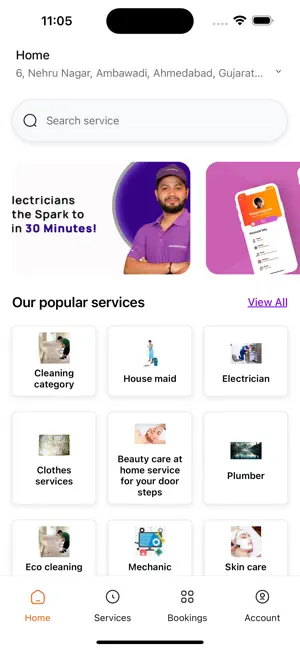 11:05
Home
6, Nehru Nagar, Ambawadi, Ahmedabad, Gujarat...
Search service
lectricians
the Spark to
in 30 Minutes!
Our popular services
View All
Cleaning
category
House maid
Electrician
Clothes
services
Beauty care at
home service
for your door
steps
Plumber
Eco cleaning
Mechanic
Skin care
Home
Services
Bookings
Account